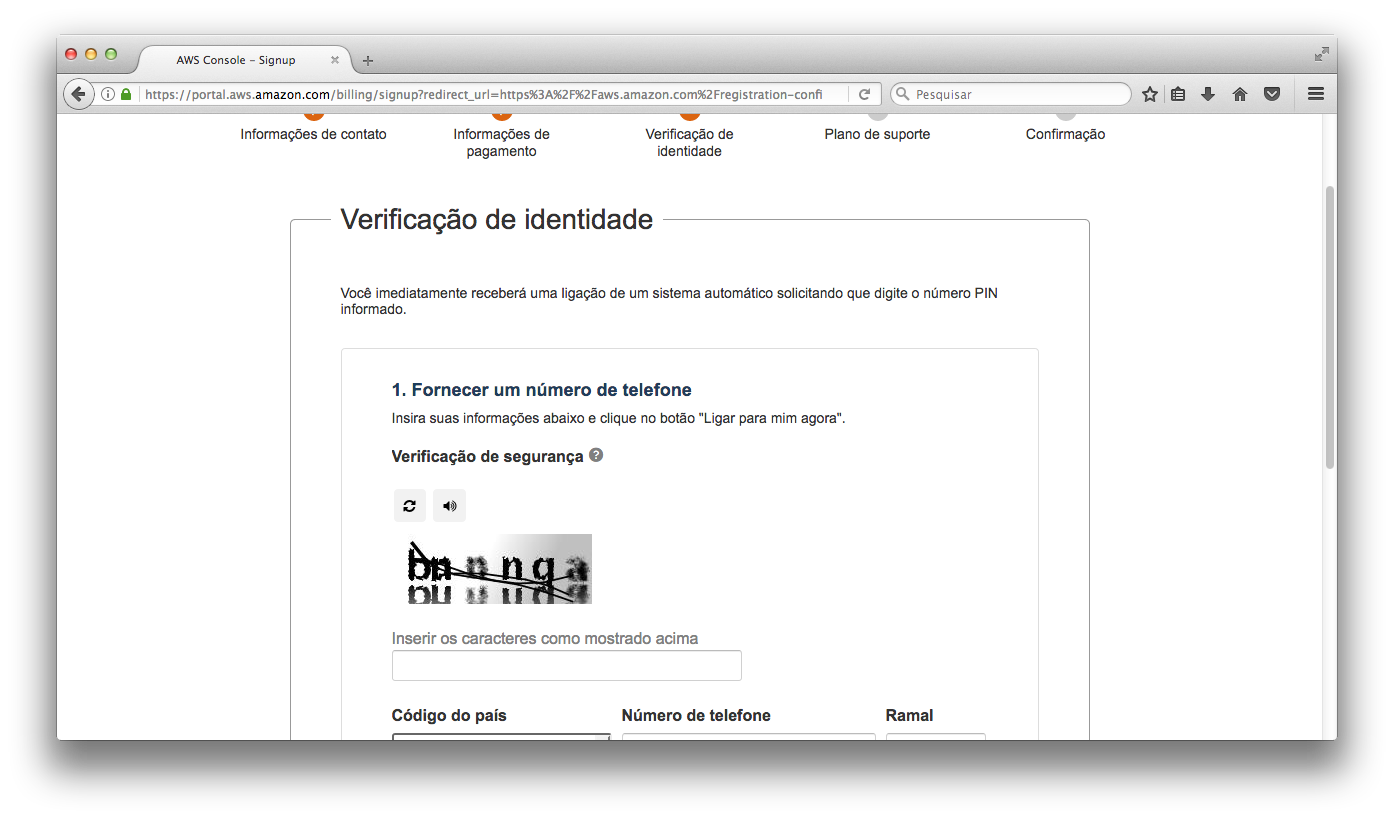 AWS Console – Signup
https://portal.aws.amazon.com/billing/signup?redirect_url=https%3A%2F%2Faws.amazon.com%2Fregistration-confi
Pesquisar
Informações de contato
Informações de
pagamento
Verificação de
identidade
Plano de suporte
Confirmação
Verificação de identidade
Você imediatamente receberá uma ligação de um sistema automático solicitando que digite o número PIN
informado.
1. Fornecer um número de telefone
Insira suas informações abaixo e clique no botão "Ligar para mim agora".
Verificação de segurança
Inserir os caracteres como mostrado acima
Código do país
Número de telefone
Ramal